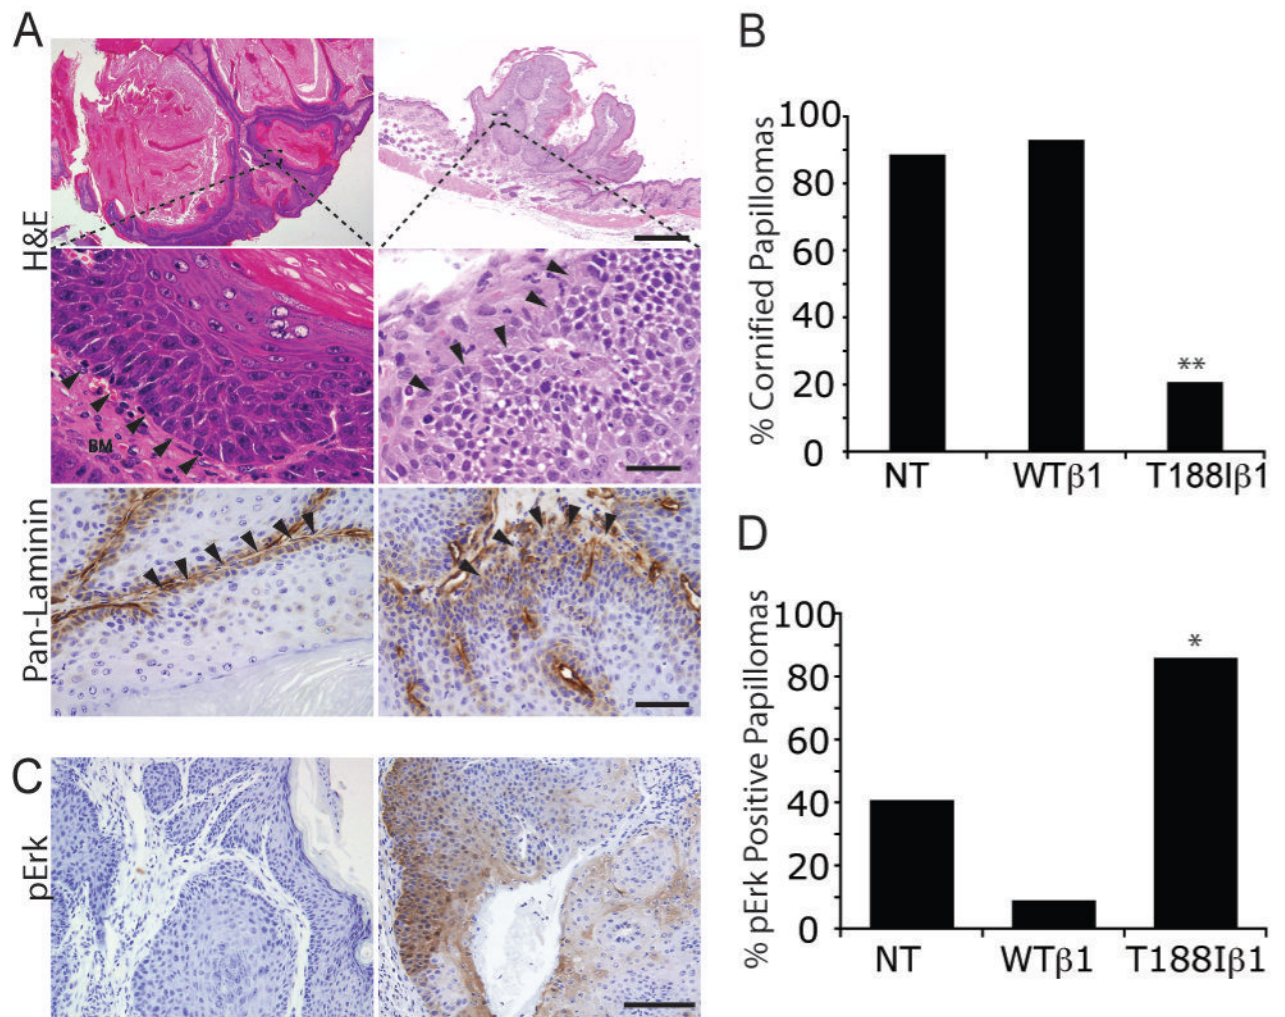 A
H&E
BM
Pan-Laminin
B
% Cornified Papillomas
100
80
60
40
20
0
**
NT WTβ1 T188Iβ1
C
pErk
D
% pErk Positive Papillomas
100
80
60
40
20
0
*
NT WTβ1 T188Iβ1